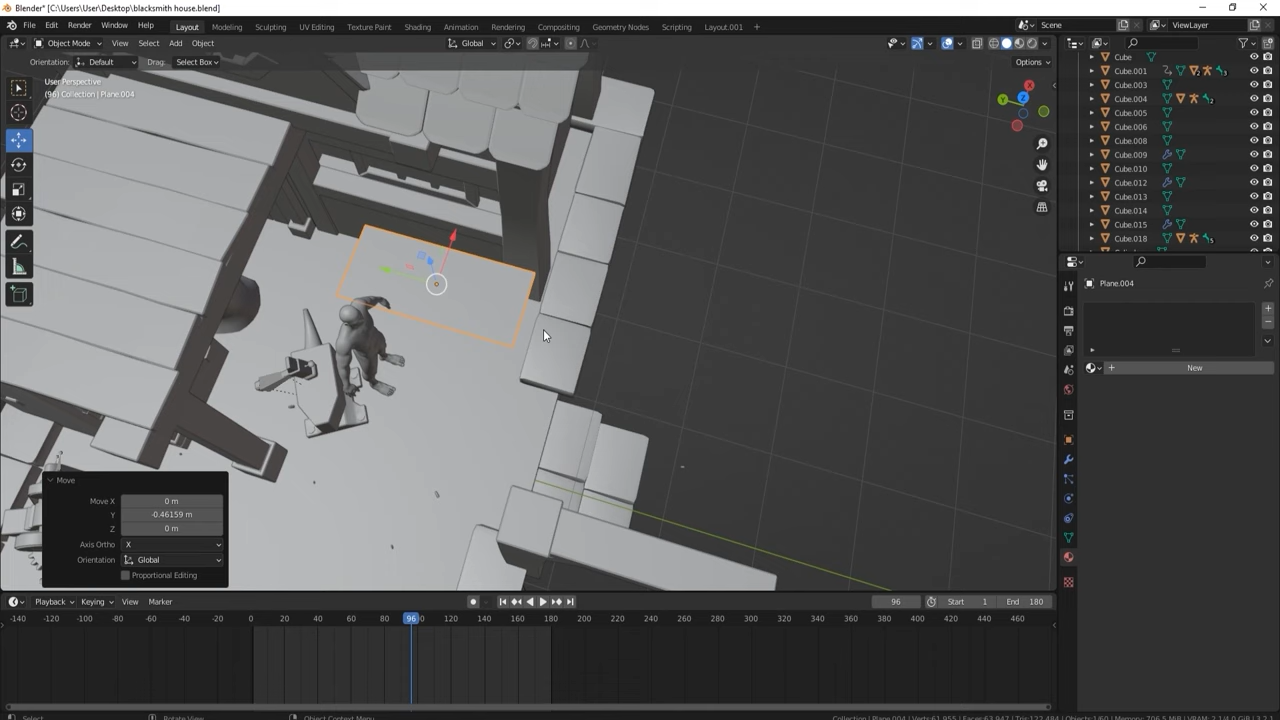 Blender* [C:\Users\User\Desktop\blacksmith house.blend]
File Edit Render Window Help Layout Modeling Sculpting UV Editing Texture Paint Shading Animation Rendering Compositing Geometry Nodes Scripting Layout.001 + Scene ViewLayer
Object Mode View Select Add Object Global
Orientation: Default Drag: Select Box Options
User Perspective
(96) Collection | Plane.004
Y
X
Z
Cube
Cube.001
Cube.003
Cube.004
Cube.005
Cube.006
Cube.008
Cube.009
Cube.010
Cube.012
Cube.013
Cube.014
Cube.015
Cube.018
Plane.004
New
Move
Move X 0 m
Y -0.46159 m
Z 0 m
Axis Ortho X
Orientation Global
Proportional Editing
Playback Keying View Marker 96 Start 1 End 180
-140 -120 -100 -80 -60 -40 -20 0 20 40 60 80 96 120 140 160 180 200 220 240 260 280 300 320 340 360 380 400 420 440 460
Select Rotate View Object Context Menu